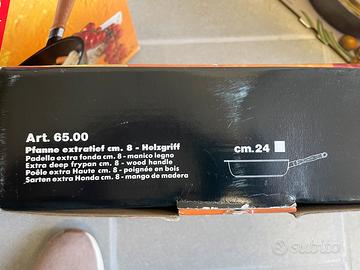 Art. 65.00
Pfanne extratief cm. 8 - Holzgriff
Padella extra fonda cm. 8 - manico legno
Extra deep frypan cm. 8 - wood handle
Poêle extra Haute cm. 8 - poignée en bois
Sarten extra Honda cm. 8 - mango de madera
cm.24
subito